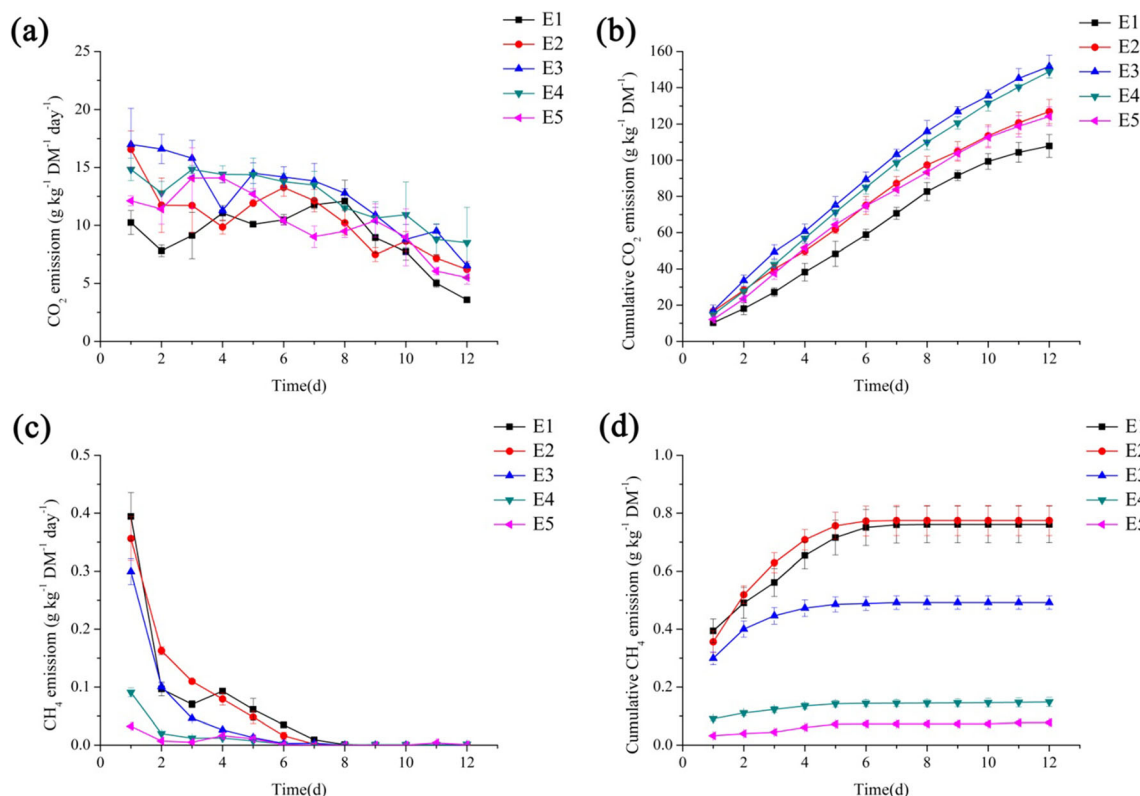 (a)
E1
E2
E3
E4
E5
25
20
15
10
5
0
CO₂ emissiom (g kg⁻¹ DM⁻¹ day⁻¹)
0 2 4 6 8 10 12
Time(d)
(b)
E1
E2
E3
E4
E5
160
140
120
100
80
60
40
20
0
Cumulative CO₂ emission (g kg⁻¹ DM⁻¹)
0 2 4 6 8 10 12
Time(d)
(c)
E1
E2
E3
E4
E5
0.5
0.4
0.3
0.2
0.1
0.0
CH₄ emission (g kg⁻¹ DM⁻¹ day⁻¹)
0 2 4 6 8 10 12
Time(d)
(d)
E1
E2
E3
E4
E5
1.0
0.8
0.6
0.4
0.2
0.0
Cumulative CH₄ emission (g kg⁻¹ DM⁻¹)
0 2 4 6 8 10 12
Time(d)